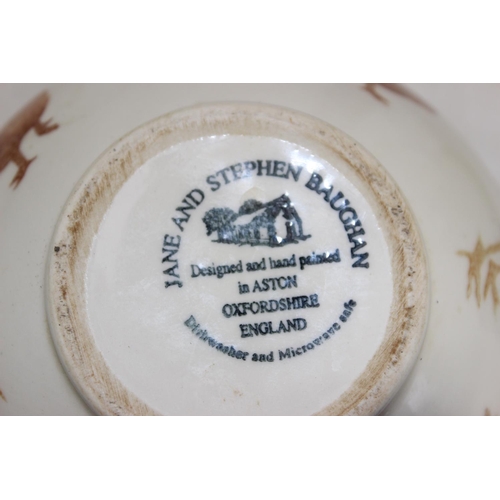 JANE AND STEPHEN BAUGHAN
Designed and hand painted
in ASTON
OXFORDSHIRE
ENGLAND
Dishwasher and Microwave safe